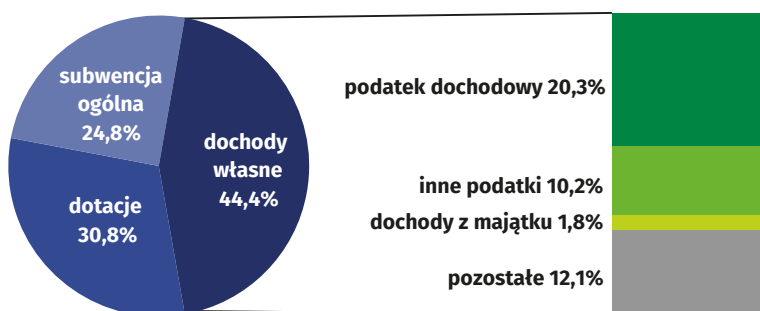 subwencja
ogólna
24,8%
dochody
własne
44,4%
dotacje
30,8%
podatek dochodowy 20,3%
inne podatki 10,2%
dochody z majątku 1,8%
pozostałe 12,1%